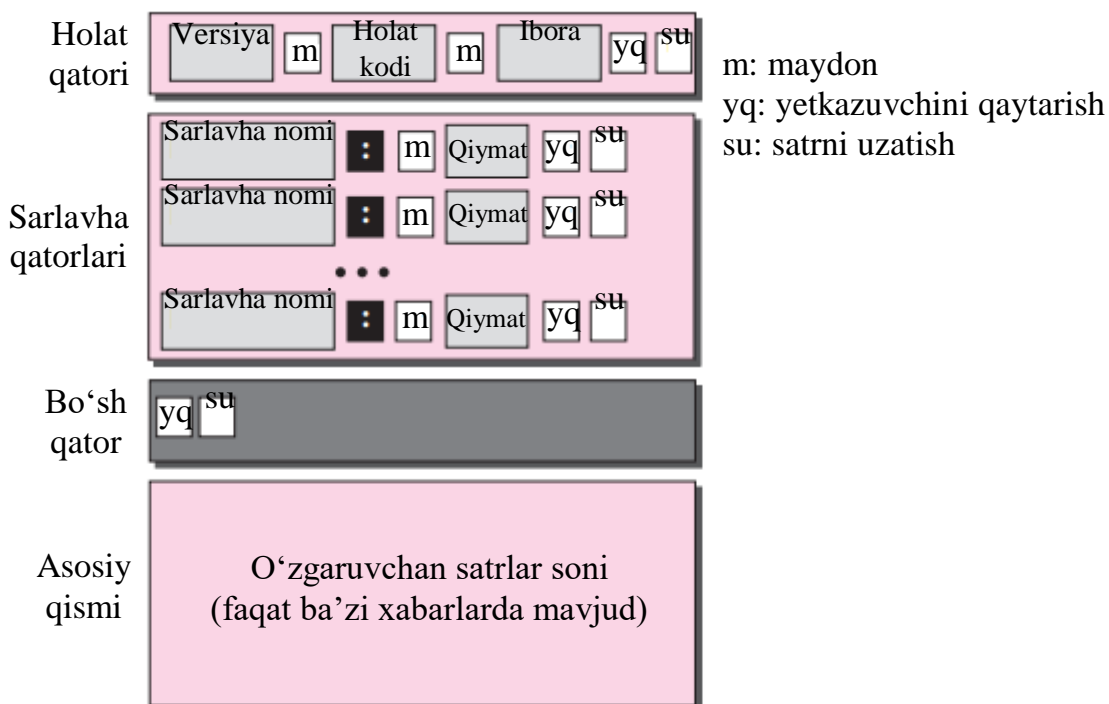 Holat
qatori
Versiya m Holat kodi m Ibora yq su
m: maydon
yq: yetkazuvchini qaytarish
su: satrni uzatish
Sarlavha
qatorlari
Sarlavha nomi : m Qiymat yq su
Sarlavha nomi : m Qiymat yq su
•••
Sarlavha nomi : m Qiymat yq su
Bo‘sh
qator
yq su
Asosiy
qismi
O‘zgaruvchan satrlar soni
(faqat ba’zi xabarlarda mavjud)